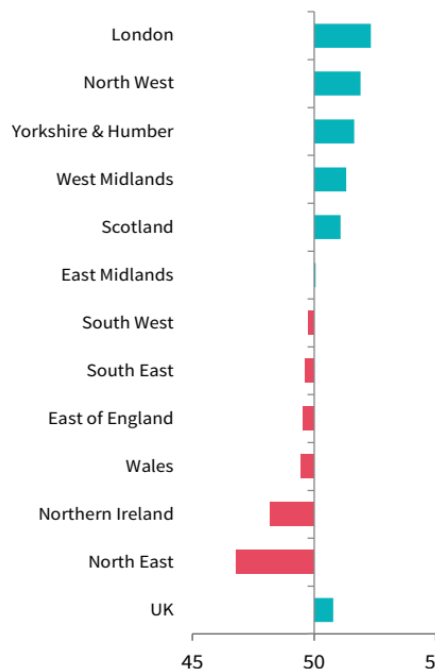 London
North West
Yorkshire & Humber
West Midlands
Scotland
East Midlands
South West
South East
East of England
Wales
Northern Ireland
North East
UK
45 50